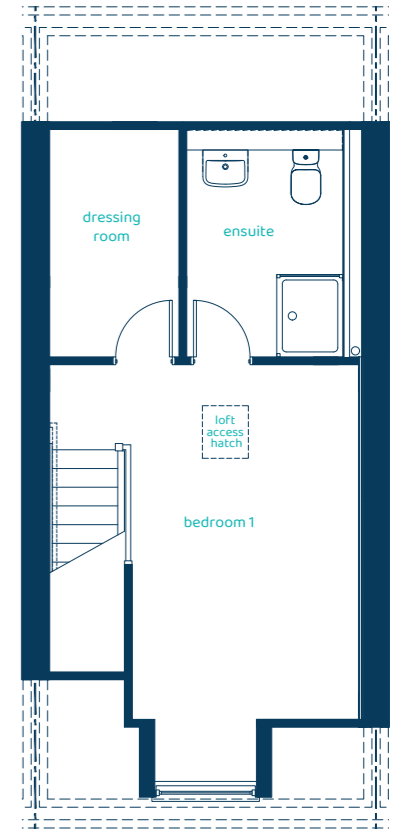 dressing
room
ensuite
loft
access
hatch
bedroom 1